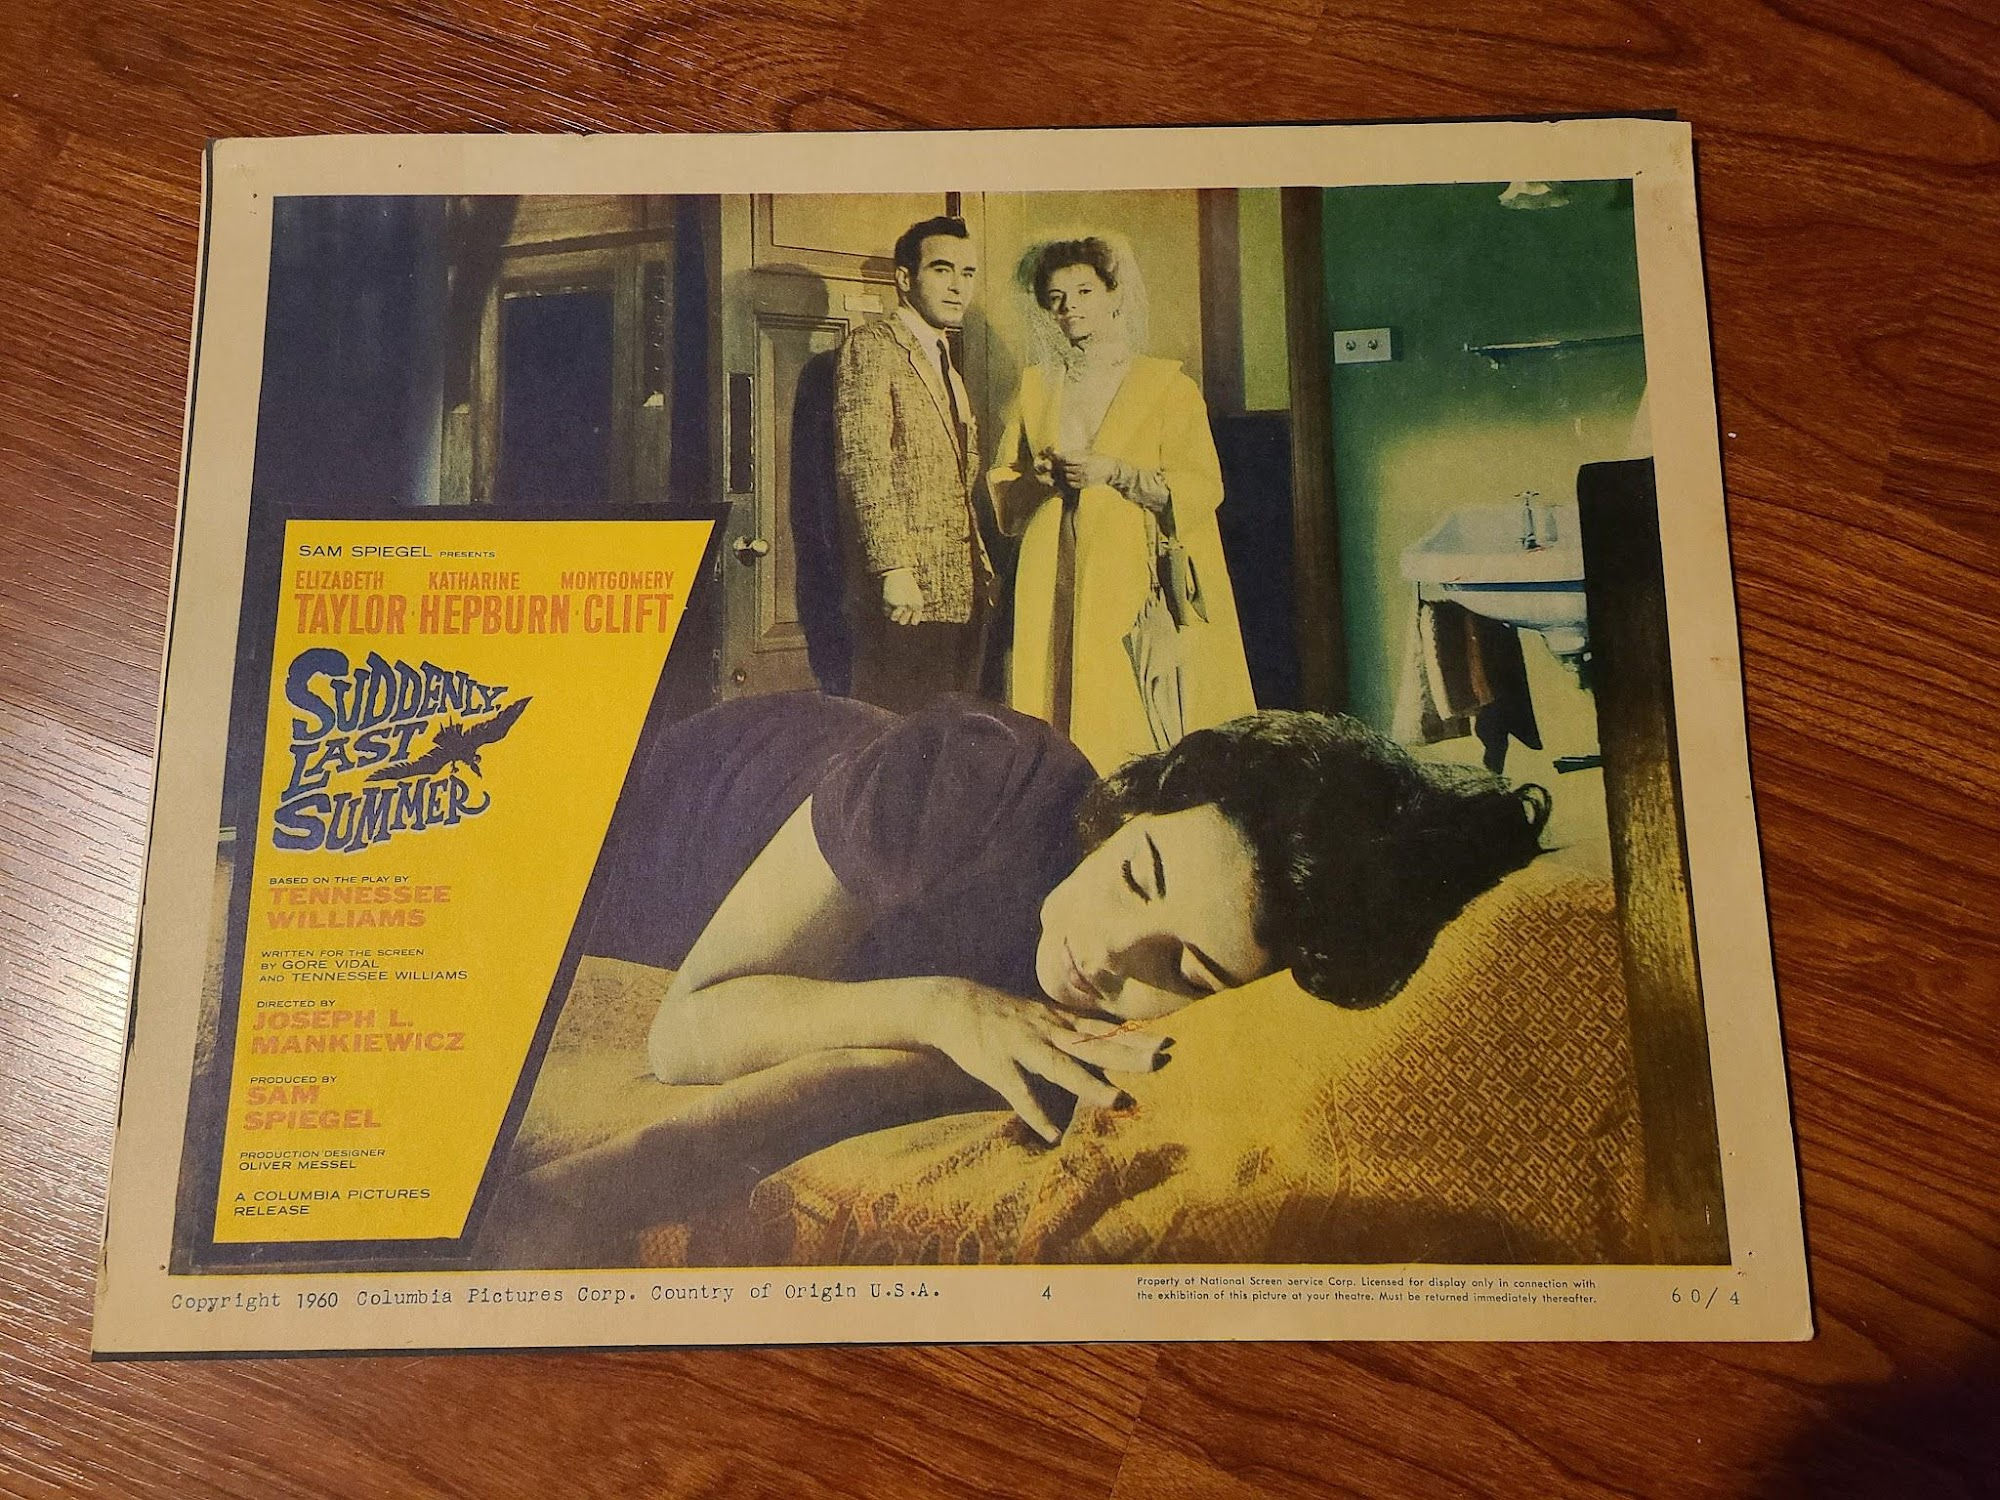 SAM SPIEGEL PRESENTS
ELIZABETH KATHARINE MONTGOMERY
TAYLOR · HEPBURN · CLIFT
SUDDENLY,
LAST
SUMMER
BASED ON THE PLAY BY
TENNESSEE
WILLIAMS
WRITTEN FOR THE SCREEN
BY GORE VIDAL
AND TENNESSEE WILLIAMS
DIRECTED BY
JOSEPH L.
MANKIEWICZ
PRODUCED BY
SAM
SPIEGEL
PRODUCTION DESIGNER
OLIVER MESSEL
A COLUMBIA PICTURES
RELEASE
Copyright 1960 Columbia Pictures Corp. Country of Origin U.S.A.
4
Property of National Screen Service Corp. Licensed for display only in connection with
the exhibition of this picture at your theatre. Must be returned immediately thereafter.
60/4